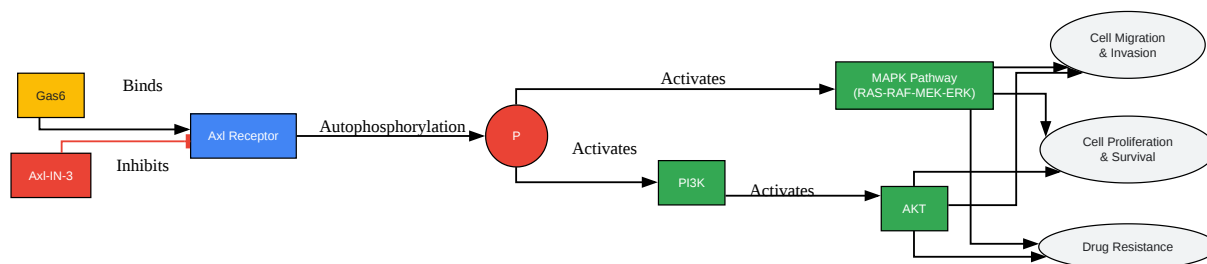 Gas6
Binds
Axl-IN-3
Inhibits
Axl Receptor
Autophosphorylation
P
Activates
Activates
MAPK Pathway
(RAS-RAF-MEK-ERK)
PI3K
Activates
AKT
Cell Migration
& Invasion
Cell Proliferation
& Survival
Drug Resistance